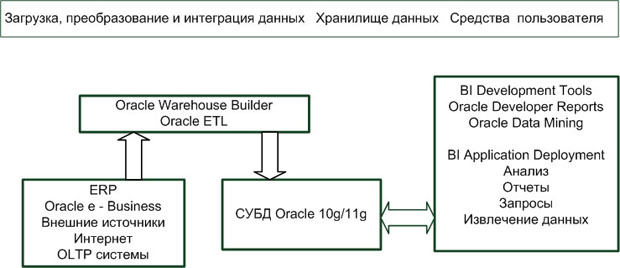 Загрузка, преобразование и интеграция данных Хранилище данных Средства пользователя
Oracle Warehouse Builder
Oracle ETL
ERP
Oracle e - Business
Внешние источники
Интернет
OLTP системы
СУБД Oracle 10g/11g
BI Development Tools
Oracle Developer Reports
Oracle Data Mining
BI Application Deployment
Анализ
Отчеты
Запросы
Извлечение данных